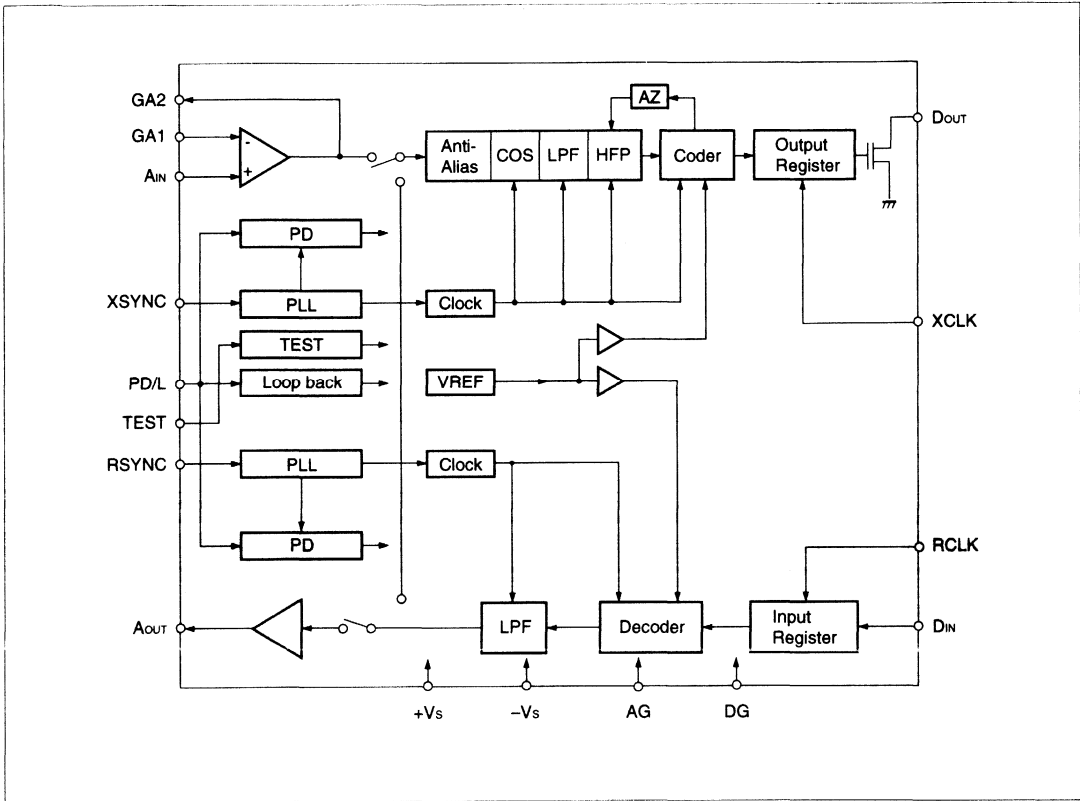 GA2
GA1
AIN
XSYNC
PD/L
TEST
RSYNC
AOUT
-
+
Anti-
Alias
COS
LPF
HFP
AZ
Coder
Output
Register
DOUT
PD
PLL
Clock
TEST
Loop back
VREF
XCLK
PLL
Clock
PD
RCLK
LPF
Decoder
Input
Register
DIN
+Vs
–Vs
AG
DG